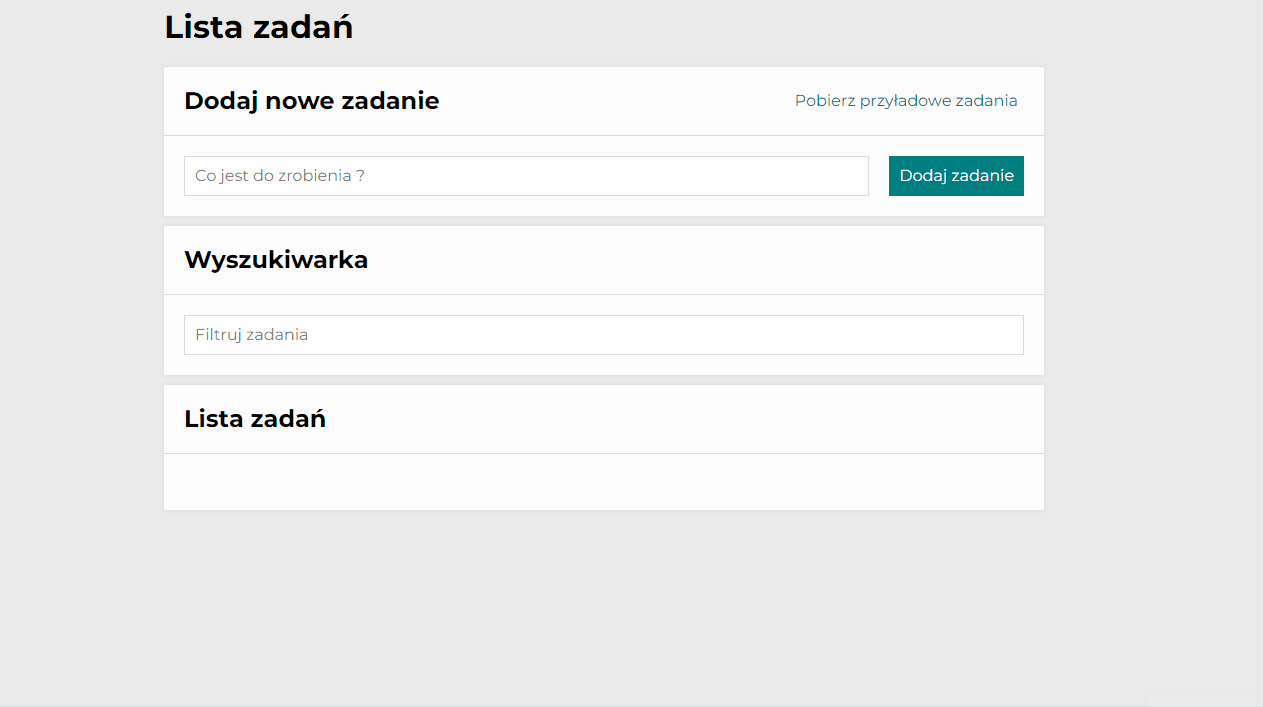 Lista zadań
Dodaj nowe zadanie
Pobierz przyładowe zadania
Co jest do zrobienia ?
Dodaj zadanie
Wyszukiwarka
Filtruj zadania
Lista zadań